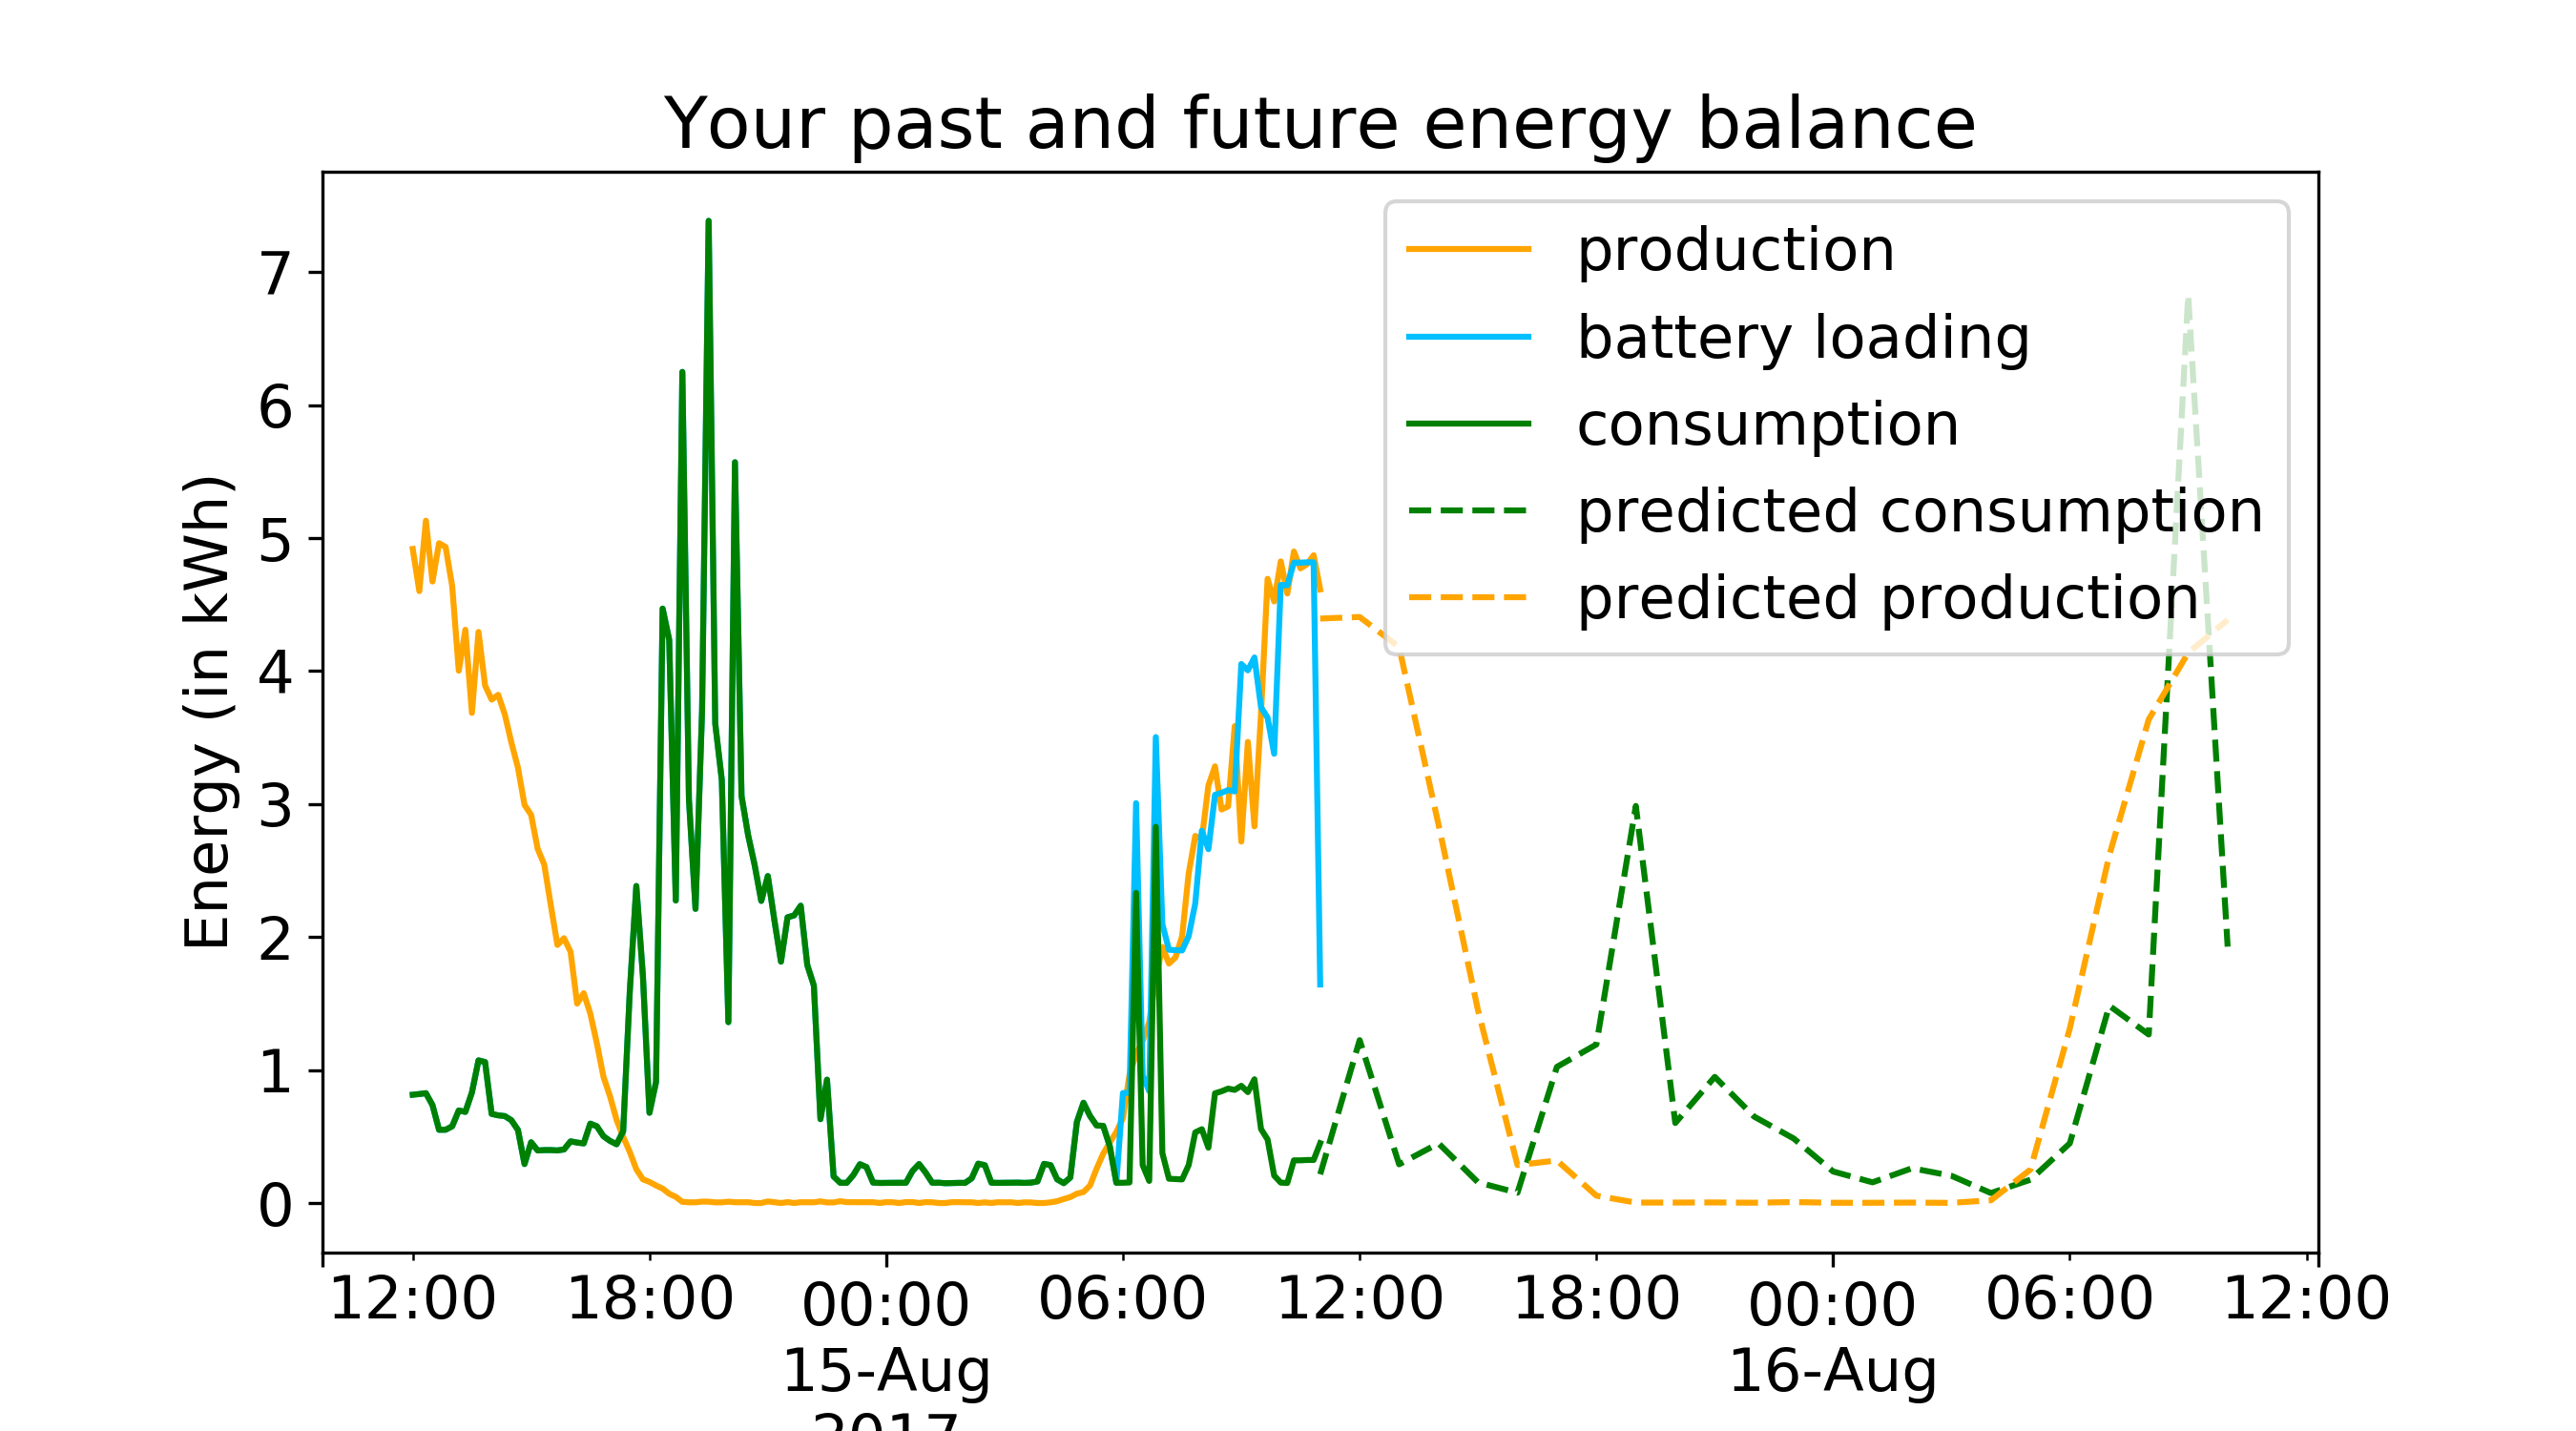 Your past and future energy balance
production
battery loading
consumption
predicted consumption
predicted production
Energy (in kWh)
7
6
5
4
3
2
1
0
12:00 18:00 00:00 06:00 12:00 18:00 00:00 06:00 12:00
15-Aug 16-Aug
2017